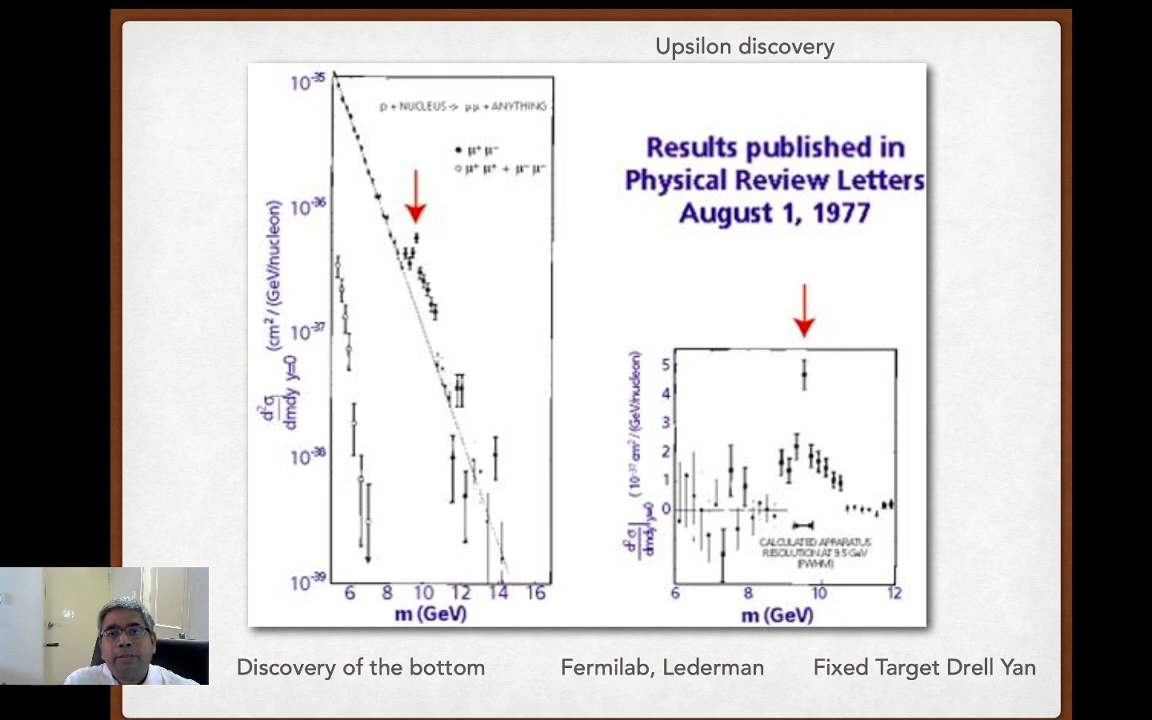 Upsilon discovery
10-35
p + NUCLEUS -> μμ + ANYTHING
μ+ μ-
μ+ μ+ + μ- μ-
10-36
10-37
10-38
10-39
d2σ
dmdy y=0 (cm2 / (GeV/nucleon)
6 8 10 12 14 16
m (GeV)
Results published in
Physical Review Letters
August 1, 1977
5
4
3
2
1
0
d2σ
dmdy y=0 (10-37 cm2 / (GeV/nucleon)
CALCULATED APPARATUS
RESOLUTION AT 9.5 GeV
(FWHM)
6 8 10 12
m (GeV)
Discovery of the bottom Fermilab, Lederman Fixed Target Drell Yan